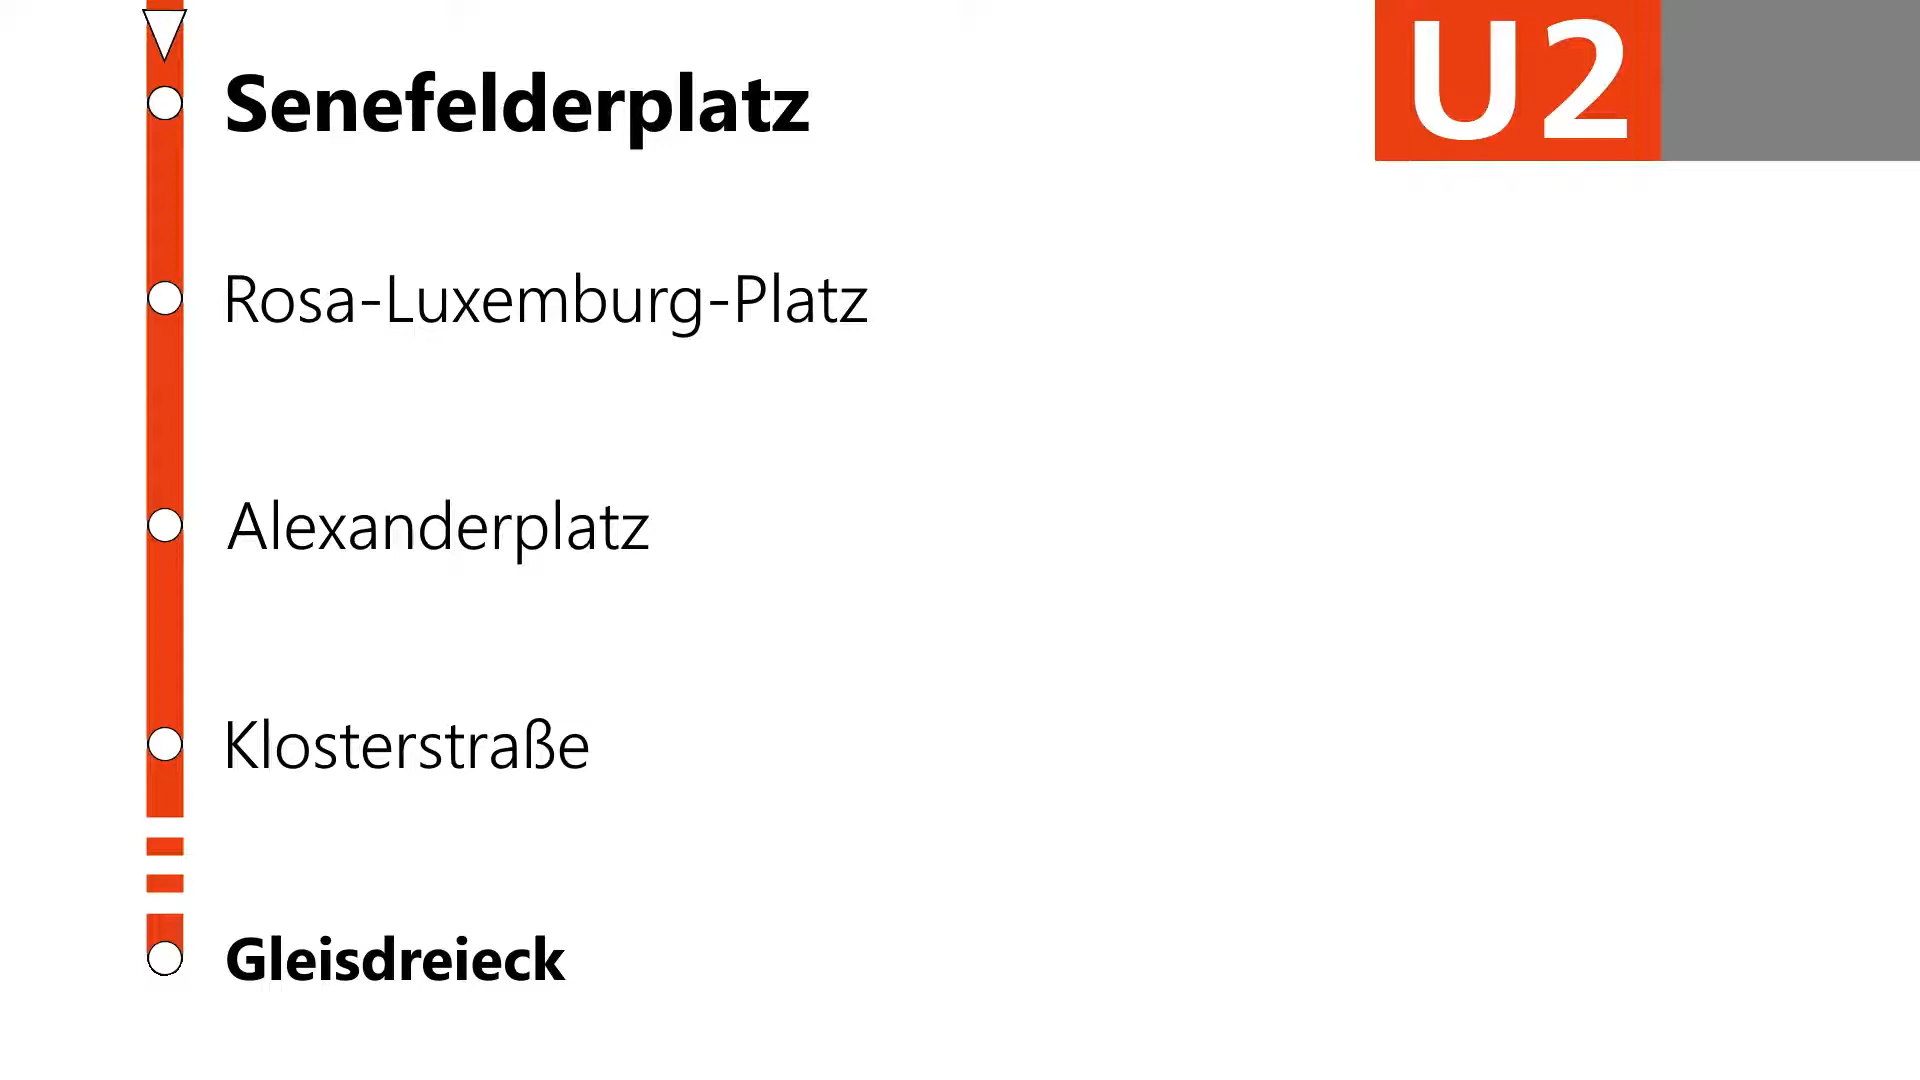 U2
Senefelderplatz
Rosa-Luxemburg-Platz
Alexanderplatz
Klosterstraße
Gleisdreieck